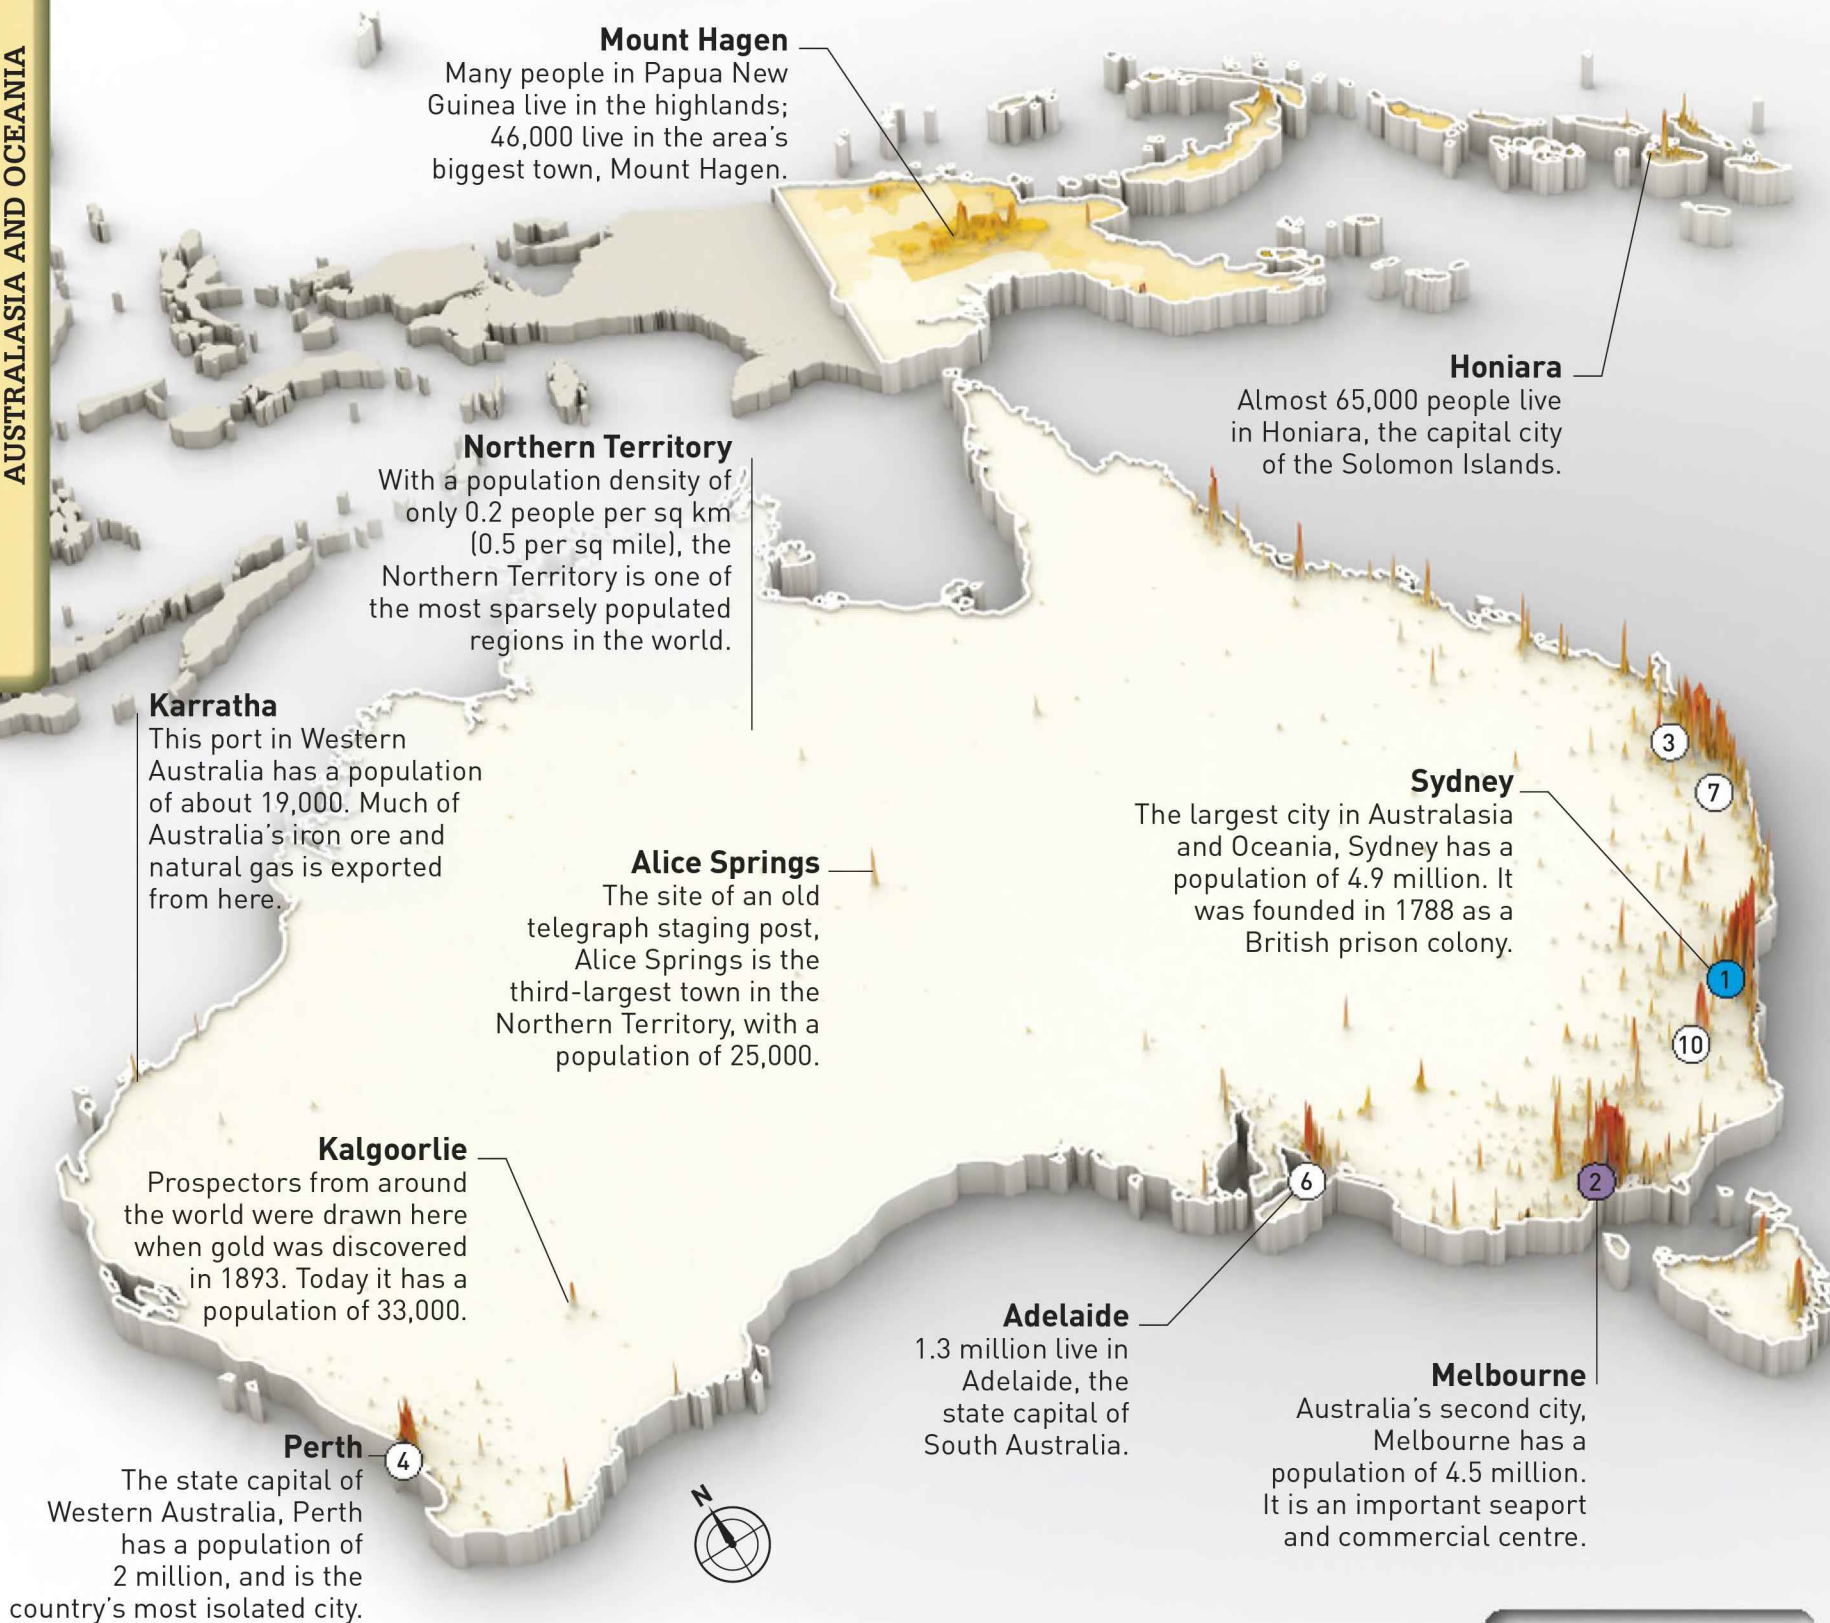 AUSTRALASIA AND OCEANIA
Mount Hagen
Many people in Papua New
Guinea live in the highlands;
46,000 live in the area’s
biggest town, Mount Hagen.
Honiara
Almost 65,000 people live
in Honiara, the capital city
of the Solomon Islands.
Northern Territory
With a population density of
only 0.2 people per sq km
(0.5 per sq mile), the
Northern Territory is one of
the most sparsely populated
regions in the world.
Karratha
This port in Western
Australia has a population
of about 19,000. Much of
Australia’s iron ore and
natural gas is exported
from here.
3
7
Sydney
The largest city in Australasia
and Oceania, Sydney has a
population of 4.9 million. It
was founded in 1788 as a
British prison colony.
1
10
Alice Springs
The site of an old
telegraph staging post,
Alice Springs is the
third-largest town in the
Northern Territory, with a
population of 25,000.
Kalgoorlie
Prospectors from around
the world were drawn here
when gold was discovered
in 1893. Today it has a
population of 33,000.
6
2
Adelaide
1.3 million live in
Adelaide, the
state capital of
South Australia.
Melbourne
Australia’s second city,
Melbourne has a
population of 4.5 million.
It is an important seaport
and commercial centre.
Perth
4
The state capital of
Western Australia, Perth
has a population of
2 million, and is the
country’s most isolated city.
N